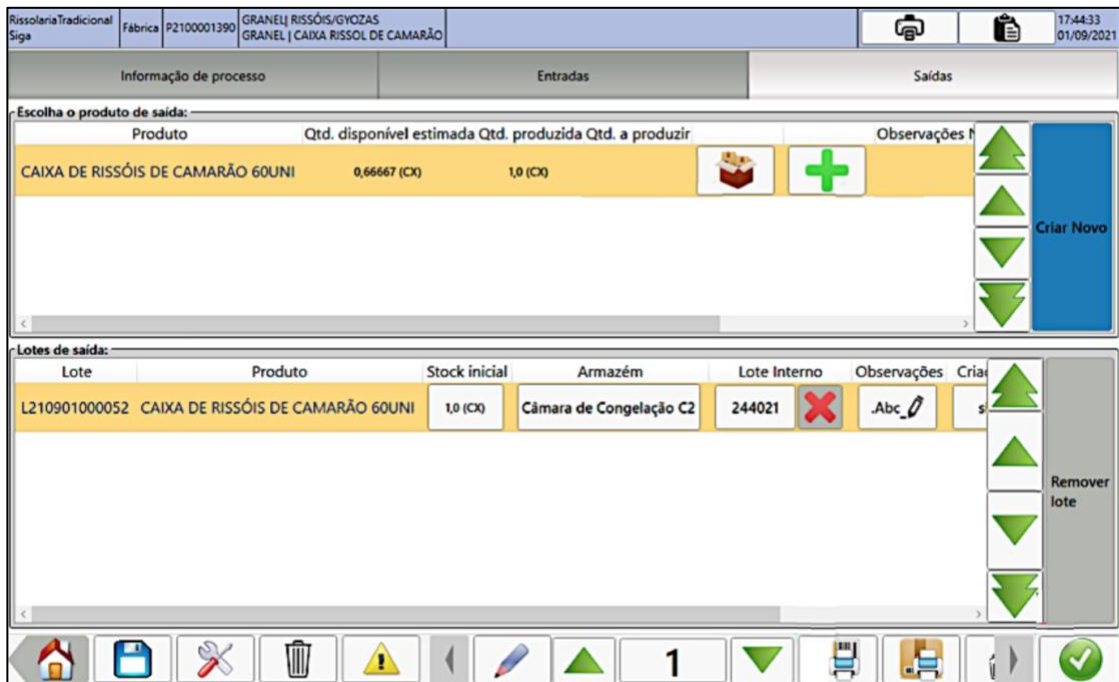 RissolariaTradicional
Siga
Fábrica
P2100001390
GRANEL| RISSÓIS/GYOZAS
GRANEL | CAIXA RISSOL DE CAMARÃO
17:44:33
01/09/2021
Informação de processo
Entradas
Saídas
Escolha o produto de saída:
Produto Qtd. disponível estimada Qtd. produzida Qtd. a produzir Observações
CAIXA DE RISSÓIS DE CAMARÃO 60UNI 0,66667 (CX) 1,0 (CX)
Criar Novo
Lotes de saída:
Lote Produto Stock inicial Armazém Lote Interno Observações Criad
L210901000052 CAIXA DE RISSÓIS DE CAMARÃO 60UNI 1,0 (CX) Câmara de Congelação C2 244021 .Abc_
Remover
lote
1